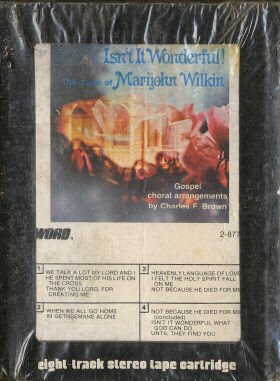 Isn't It Wonderful!
The music of Marijohn Wilkin
Gospel
choral arrangements
by Charles F. Brown
WORD
2-877
1 WE TALK A LOT MY LORD AND I
HE SPENT MOST OF HIS LIFE ON
THE CROSS
THANK YOU LORD, FOR
CREATING ME
2 WHEN WE ALL GO HOME
IN GETHSEMANE ALONE
3 HEAVENLY LANGUAGE OF LOVE
I FELT THE HOLY SPIRIT FALL
ON ME
NOT BECAUSE HE DIED FOR ME
4 NOT BECAUSE HE DIED FOR ME
(concluded)
ISN'T IT WONDERFUL WHAT
GOD CAN DO
UNTIL THEY FIND YOU
eight-track stereo tape cartridge